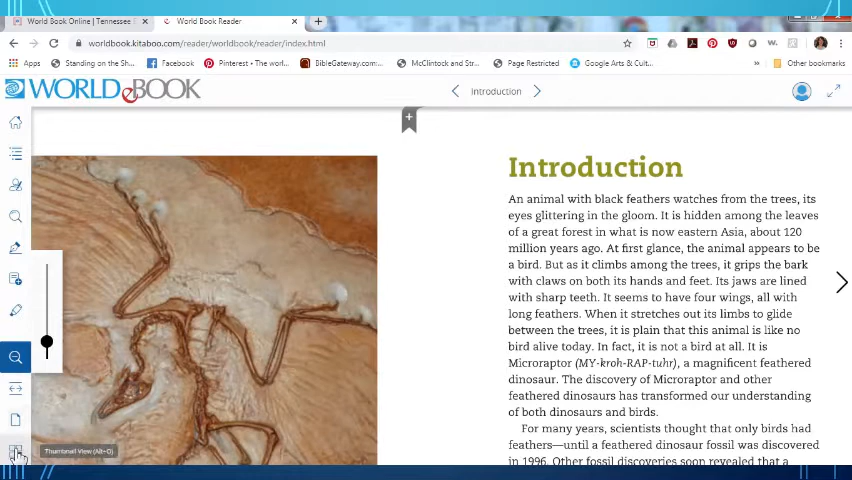 World Book Online | Tennessee
World Book Reader
worldbook.kitaboo.com/reader/worldbook/reader/index.html
Apps
Standing on the Sh...
Facebook
Pinterest • The worl...
BibleGateway.com:...
McClintock and Str...
Page Restricted
Google Arts & Cult...
Other bookmarks
WORLD eBOOK
Introduction
Introduction
An animal with black feathers watches from the trees, its
eyes glittering in the gloom. It is hidden among the leaves
of a great forest in what is now eastern Asia, about 120
million years ago. At first glance, the animal appears to be
a bird. But as it climbs among the trees, it grips the bark
with claws on both its hands and feet. Its jaws are lined
with sharp teeth. It seems to have four wings, all with
long feathers. When it stretches out its limbs to glide
between the trees, it is plain that this animal is like no
bird alive today. In fact, it is not a bird at all. It is
Microraptor (MY-kroh-RAP-tuhr), a magnificent feathered
dinosaur. The discovery of Microraptor and other
feathered dinosaurs has transformed our understanding
of both dinosaurs and birds.
For many years, scientists thought that only birds had
feathers—until a feathered dinosaur fossil was discovered
in 1996. Other fossil discoveries soon revealed that a
Thumbnail View (Alt+O)